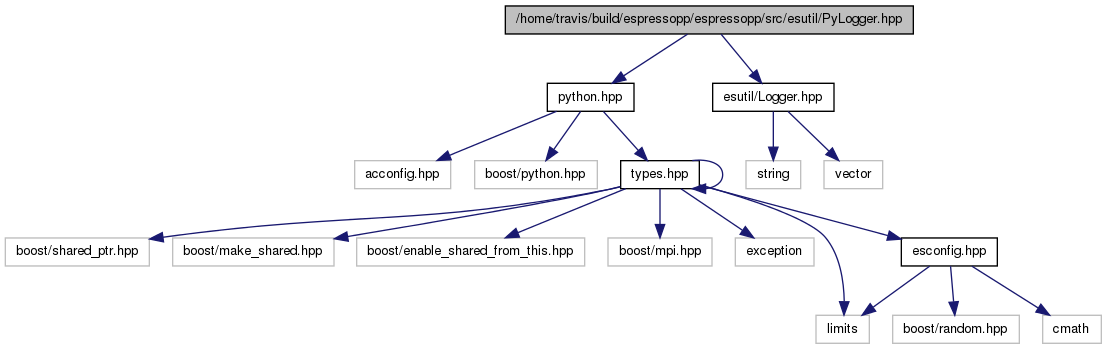 /home/travis/build/espressopp/espressopp/src/esutil/PyLogger.hpp
python.hpp
esutil/Logger.hpp
acconfig.hpp
boost/python.hpp
types.hpp
string
vector
boost/shared_ptr.hpp
boost/make_shared.hpp
boost/enable_shared_from_this.hpp
boost/mpi.hpp
exception
esconfig.hpp
limits
boost/random.hpp
cmath